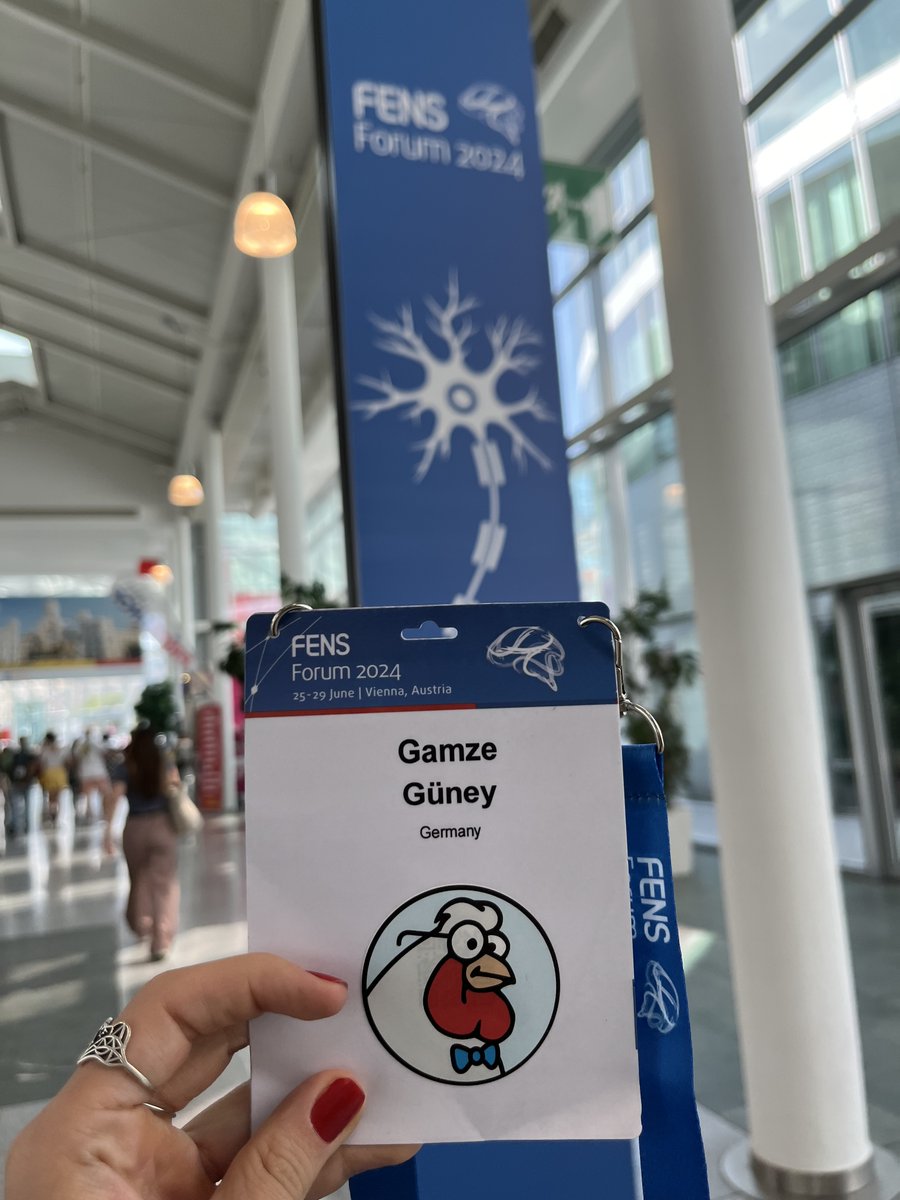 FENS
Forum 2024
FENS
Forum 2024
25-29 June | Vienna, Austria
Gamze
Güney
Germany
FENS